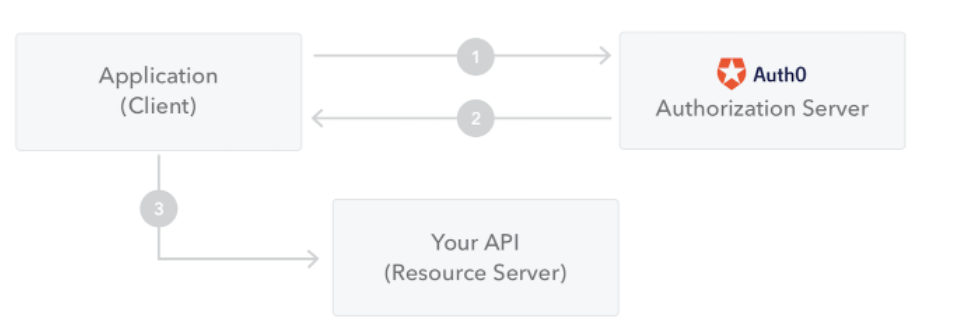 Application
(Client)
1
Auth0
Authorization Server
2
3
Your API
(Resource Server)